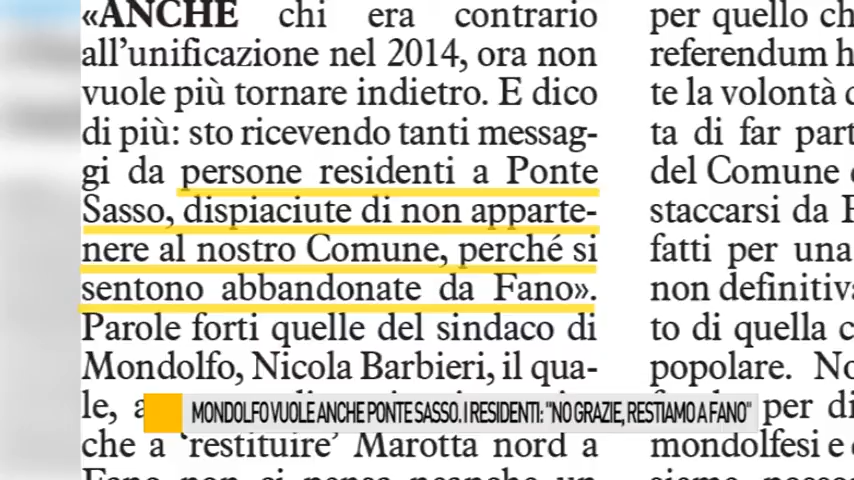 «ANCHE chi era contrario
all'unificazione nel 2014, ora non
vuole più tornare indietro. E dico
di più: sto ricevendo tanti messag-
gi da persone residenti a Ponte
Sasso, dispiaciute di non apparte-
nere al nostro Comune, perché si
sentono abbandonate da Fano».
Parole forti quelle del sindaco di
Mondolfo, Nicola Barbieri, il qua-
le, a
che a 'restituire' Marotta nord a
per quello ch
referendum h
te la volontà
ta di far part
del Comune
staccarsi da
fatti per una
non definitiv
to di quella c
popolare. No
per di
mondolfesi e
MONDOLFO VUOLE ANCHE PONTE SASSO. I RESIDENTI: "NO GRAZIE, RESTIAMO A FANO"